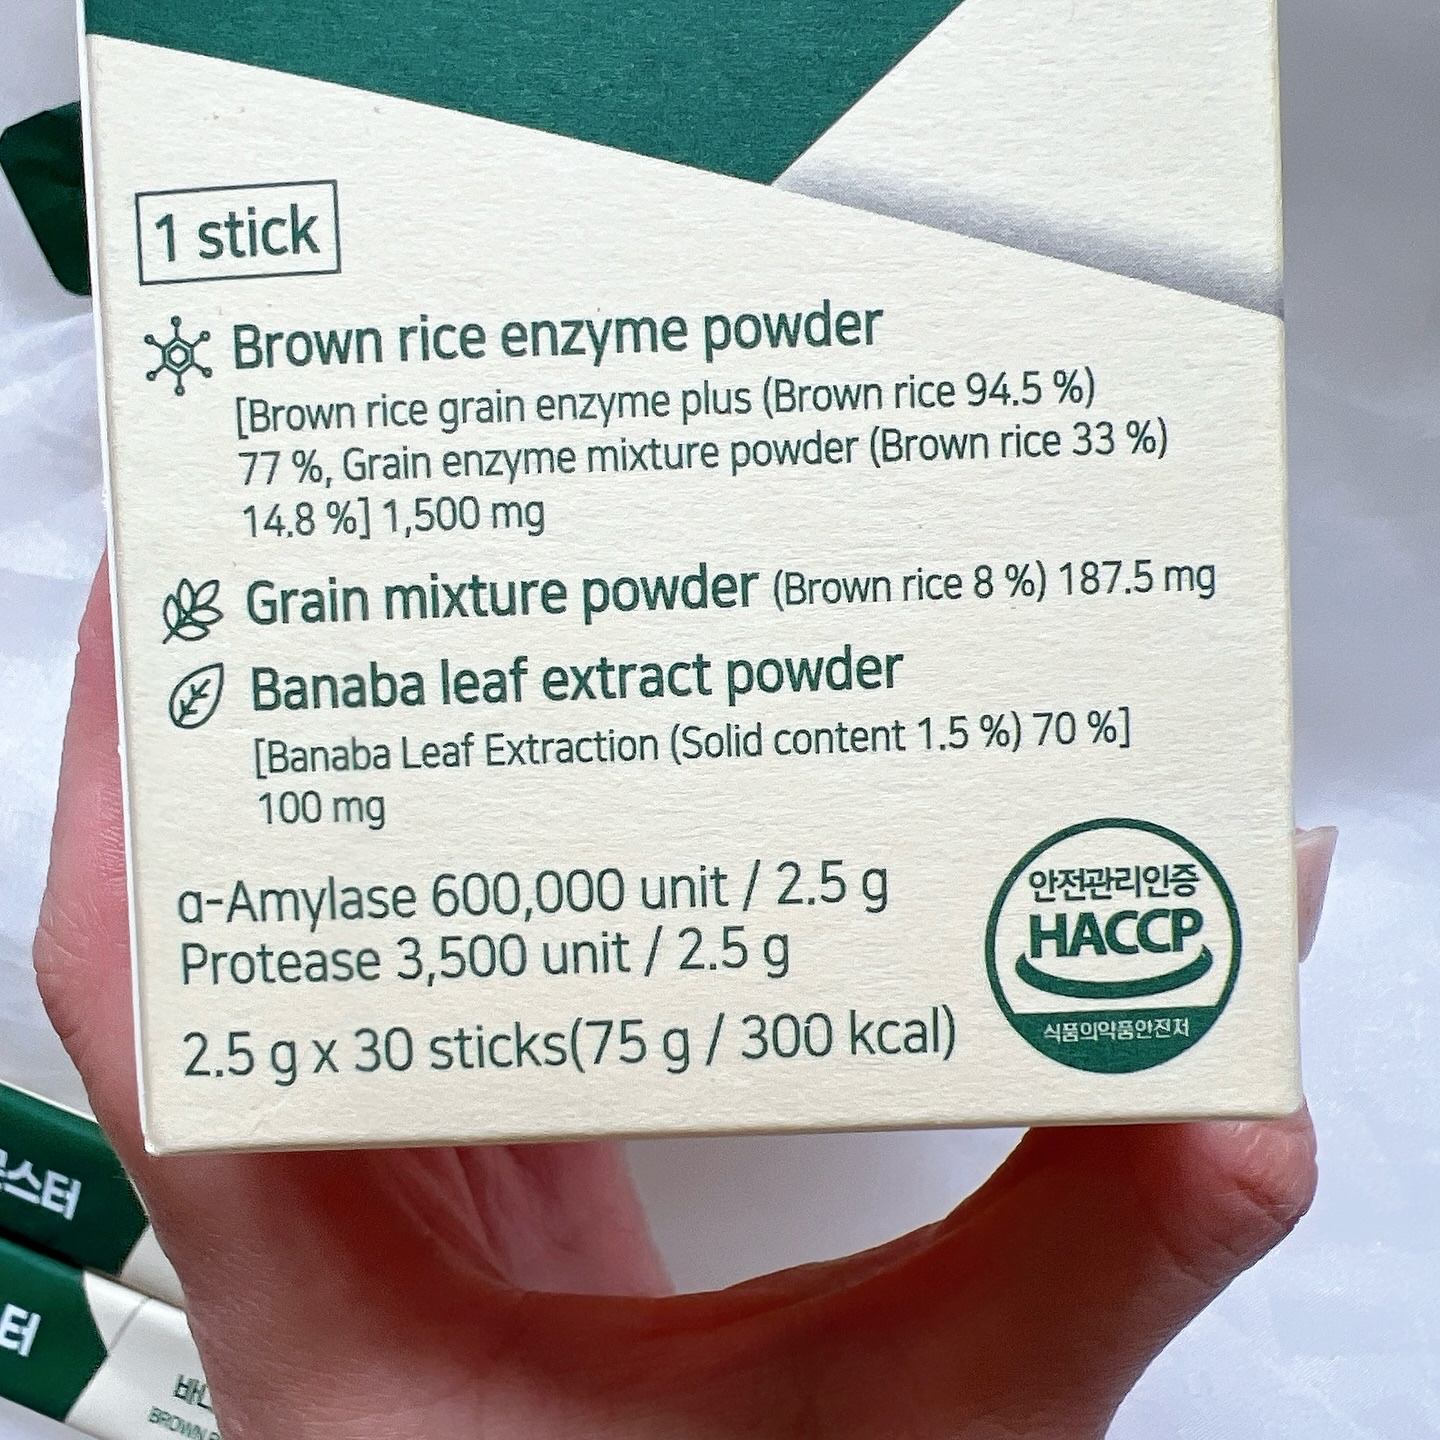 1 stick
Brown rice enzyme powder
[Brown rice grain enzyme plus (Brown rice 94.5 %)
77 %, Grain enzyme mixture powder (Brown rice 33 %)
14.8 %] 1,500 mg
Grain mixture powder (Brown rice 8 %) 187.5 mg
Banaba leaf extract powder
[Banaba Leaf Extraction (Solid content 1.5 %) 70 %]
100 mg
α-Amylase 600,000 unit / 2.5 g
Protease 3,500 unit / 2.5 g
2.5 g x 30 sticks(75 g / 300 kcal)
안전관리인증
HACCP
식품의약품안전처
스터
터
BROWN